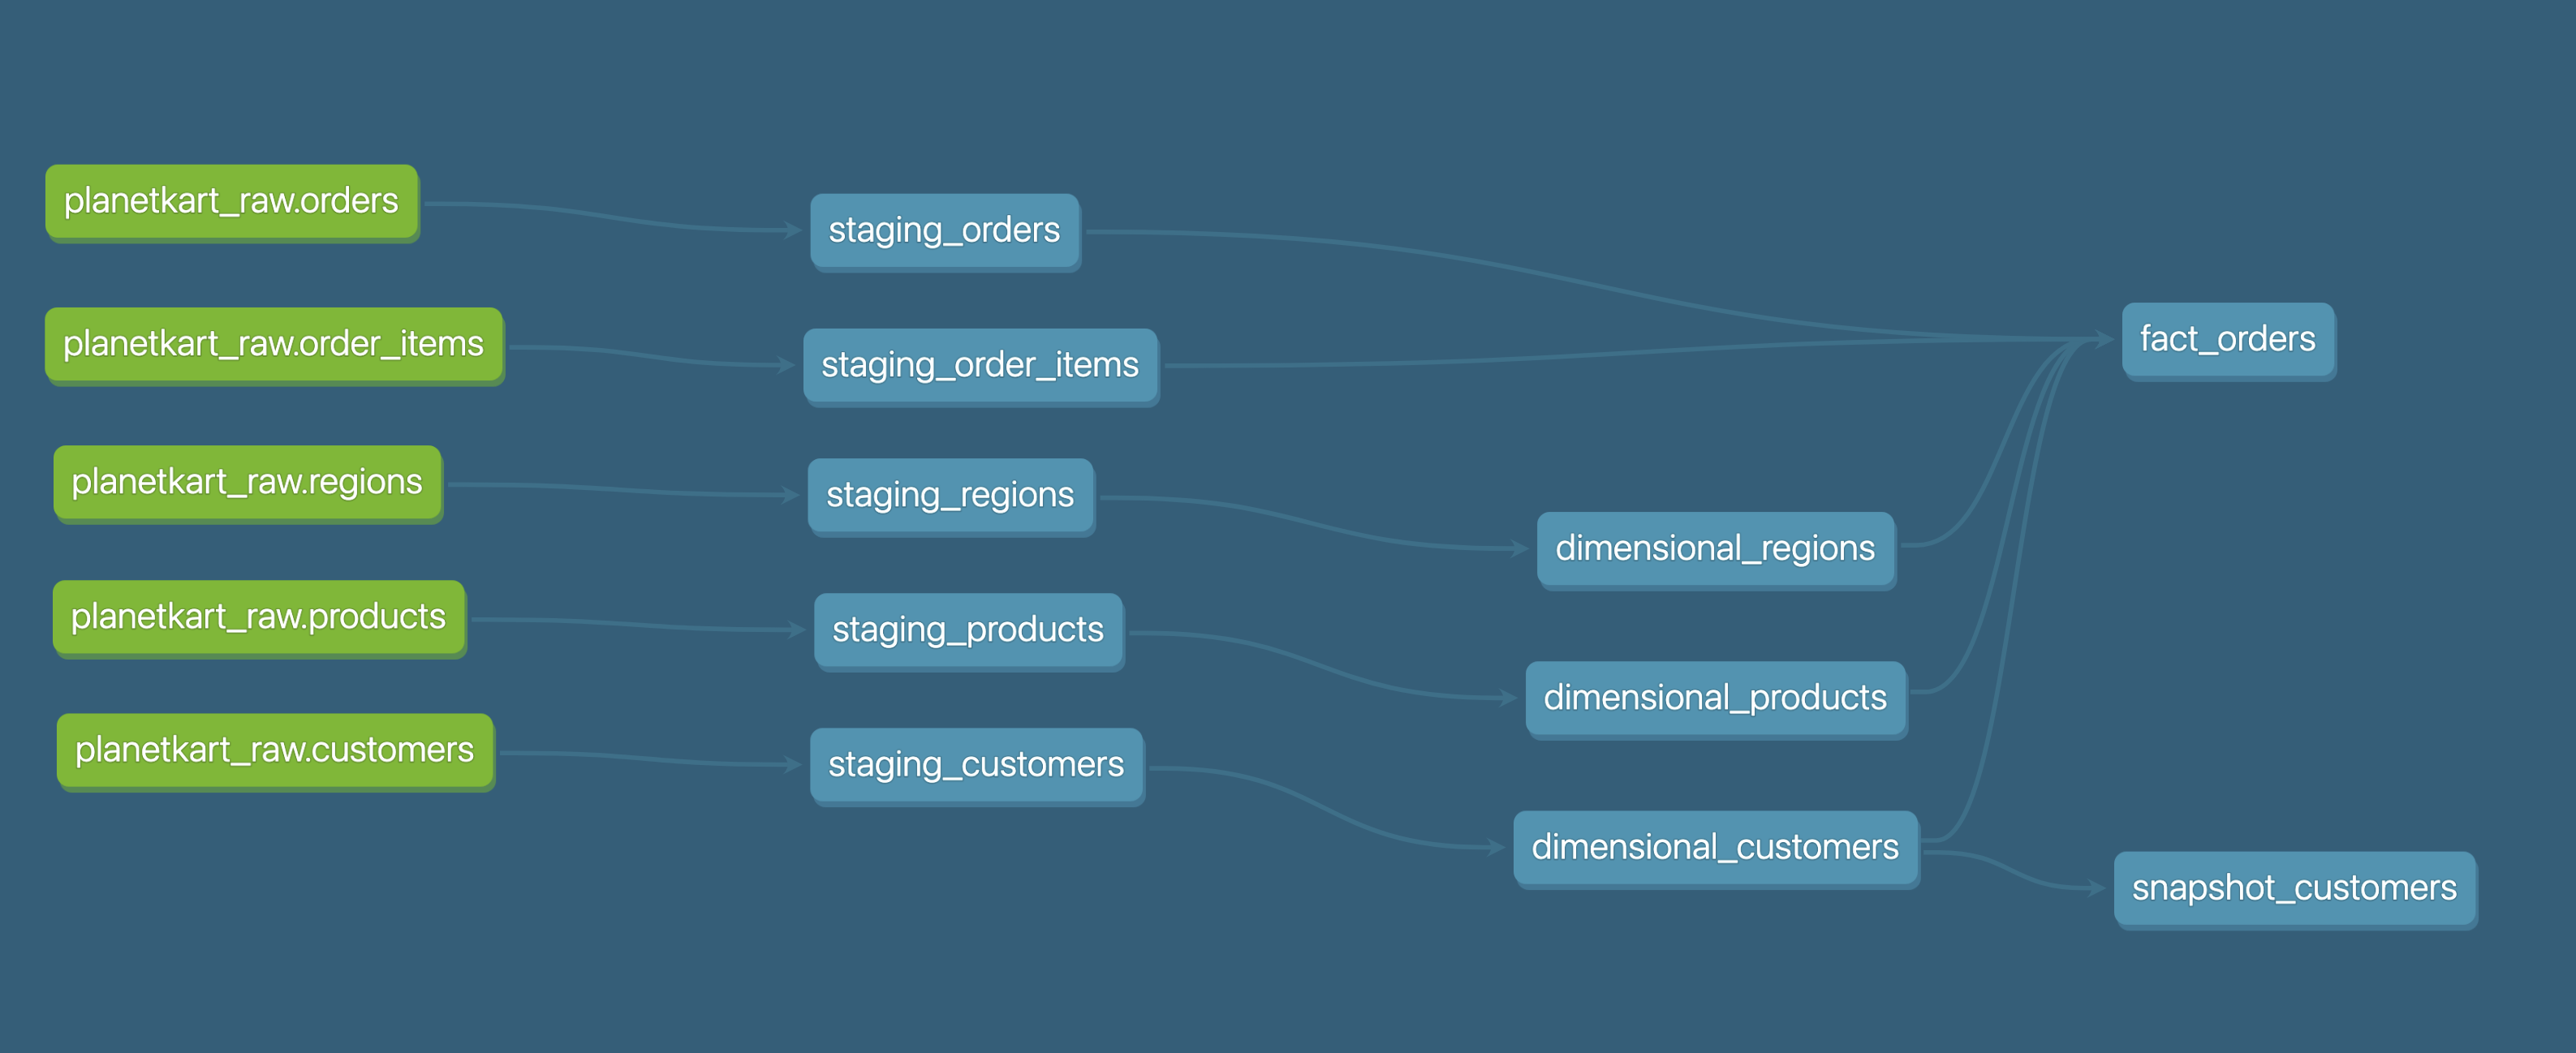 planetkart_raw.orders
planetkart_raw.order_items
planetkart_raw.regions
planetkart_raw.products
planetkart_raw.customers
staging_orders
staging_order_items
staging_regions
staging_products
staging_customers
dimensional_regions
dimensional_products
dimensional_customers
fact_orders
snapshot_customers